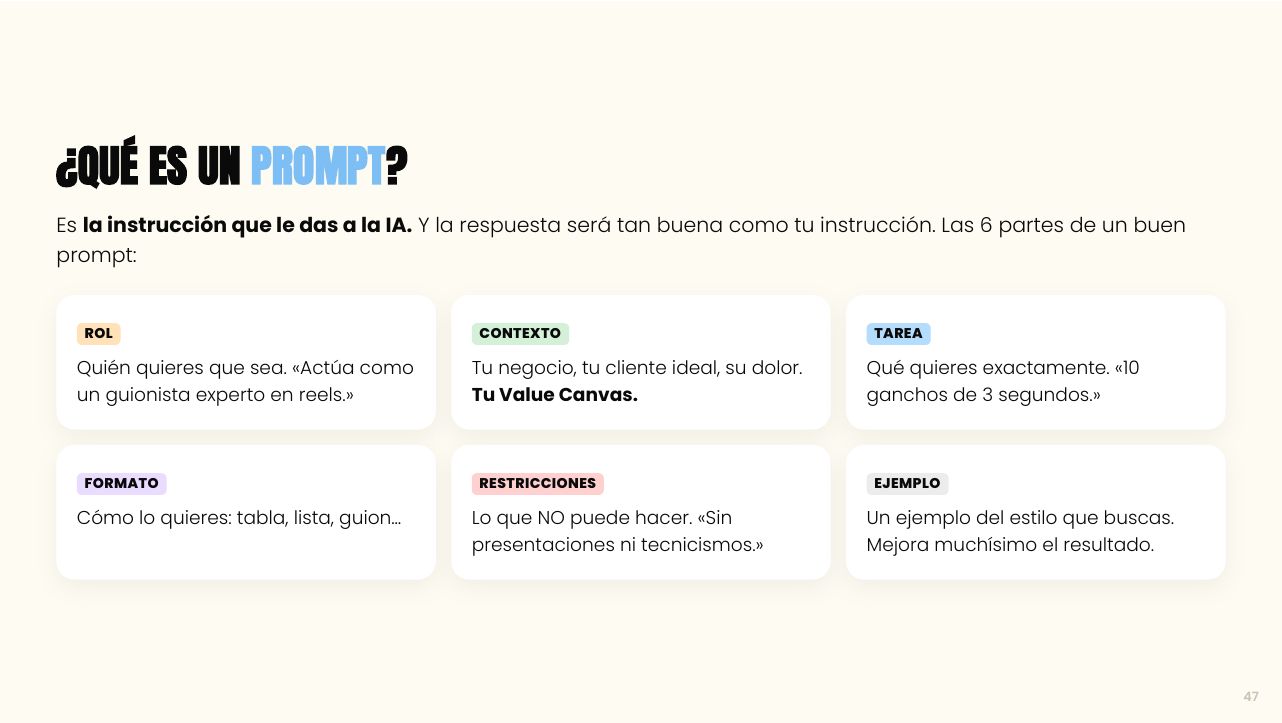 ¿QUÉ ES UN PROMPT?
Es la instrucción que le das a la IA. Y la respuesta será tan buena como tu instrucción. Las 6 partes de un buen
prompt:
ROL
Quién quieres que sea. «Actúa como
un guionista experto en reels.»
CONTEXTO
Tu negocio, tu cliente ideal, su dolor.
Tu Value Canvas.
TAREA
Qué quieres exactamente. «10
ganchos de 3 segundos.»
FORMATO
Cómo lo quieres: tabla, lista, guion...
RESTRICCIONES
Lo que NO puede hacer. «Sin
presentaciones ni tecnicismos.»
EJEMPLO
Un ejemplo del estilo que buscas.
Mejora muchísimo el resultado.
47